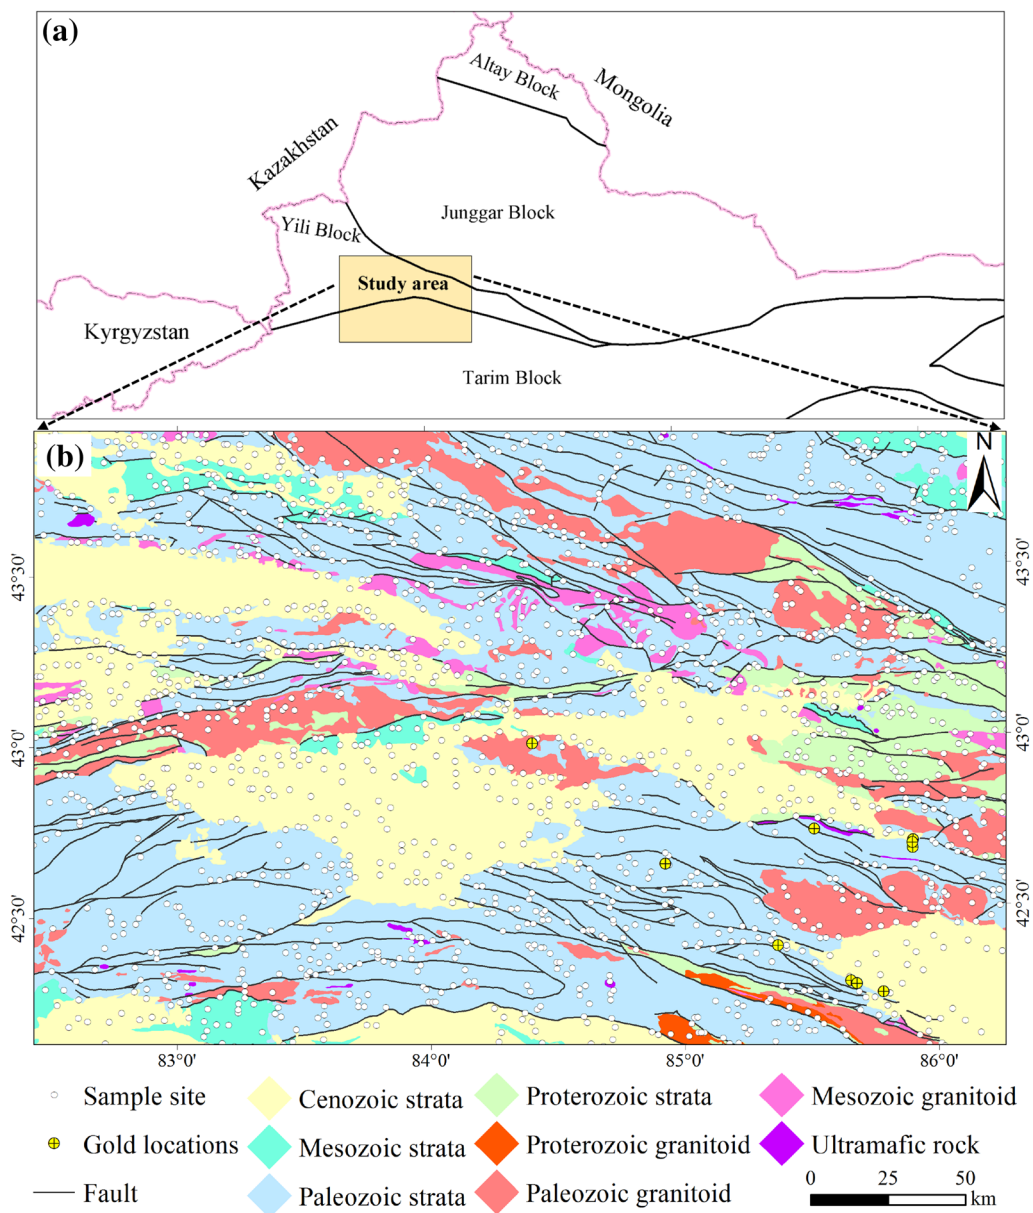 (a)
Altay Block
Mongolia
Kazakhstan
Junggar Block
Yili Block
Study area
Kyrgyzstan
Tarim Block
(b)
N
43°30'
43°30'
43°0'
43°0'
42°30'
42°30'
83°0'
84°0'
85°0'
86°0'
Sample site
Cenozoic strata
Proterozoic strata
Mesozoic granitoid
Gold locations
Mesozoic strata
Proterozoic granitoid
Ultramafic rock
Fault
Paleozoic strata
Paleozoic granitoid
0 25 50
km